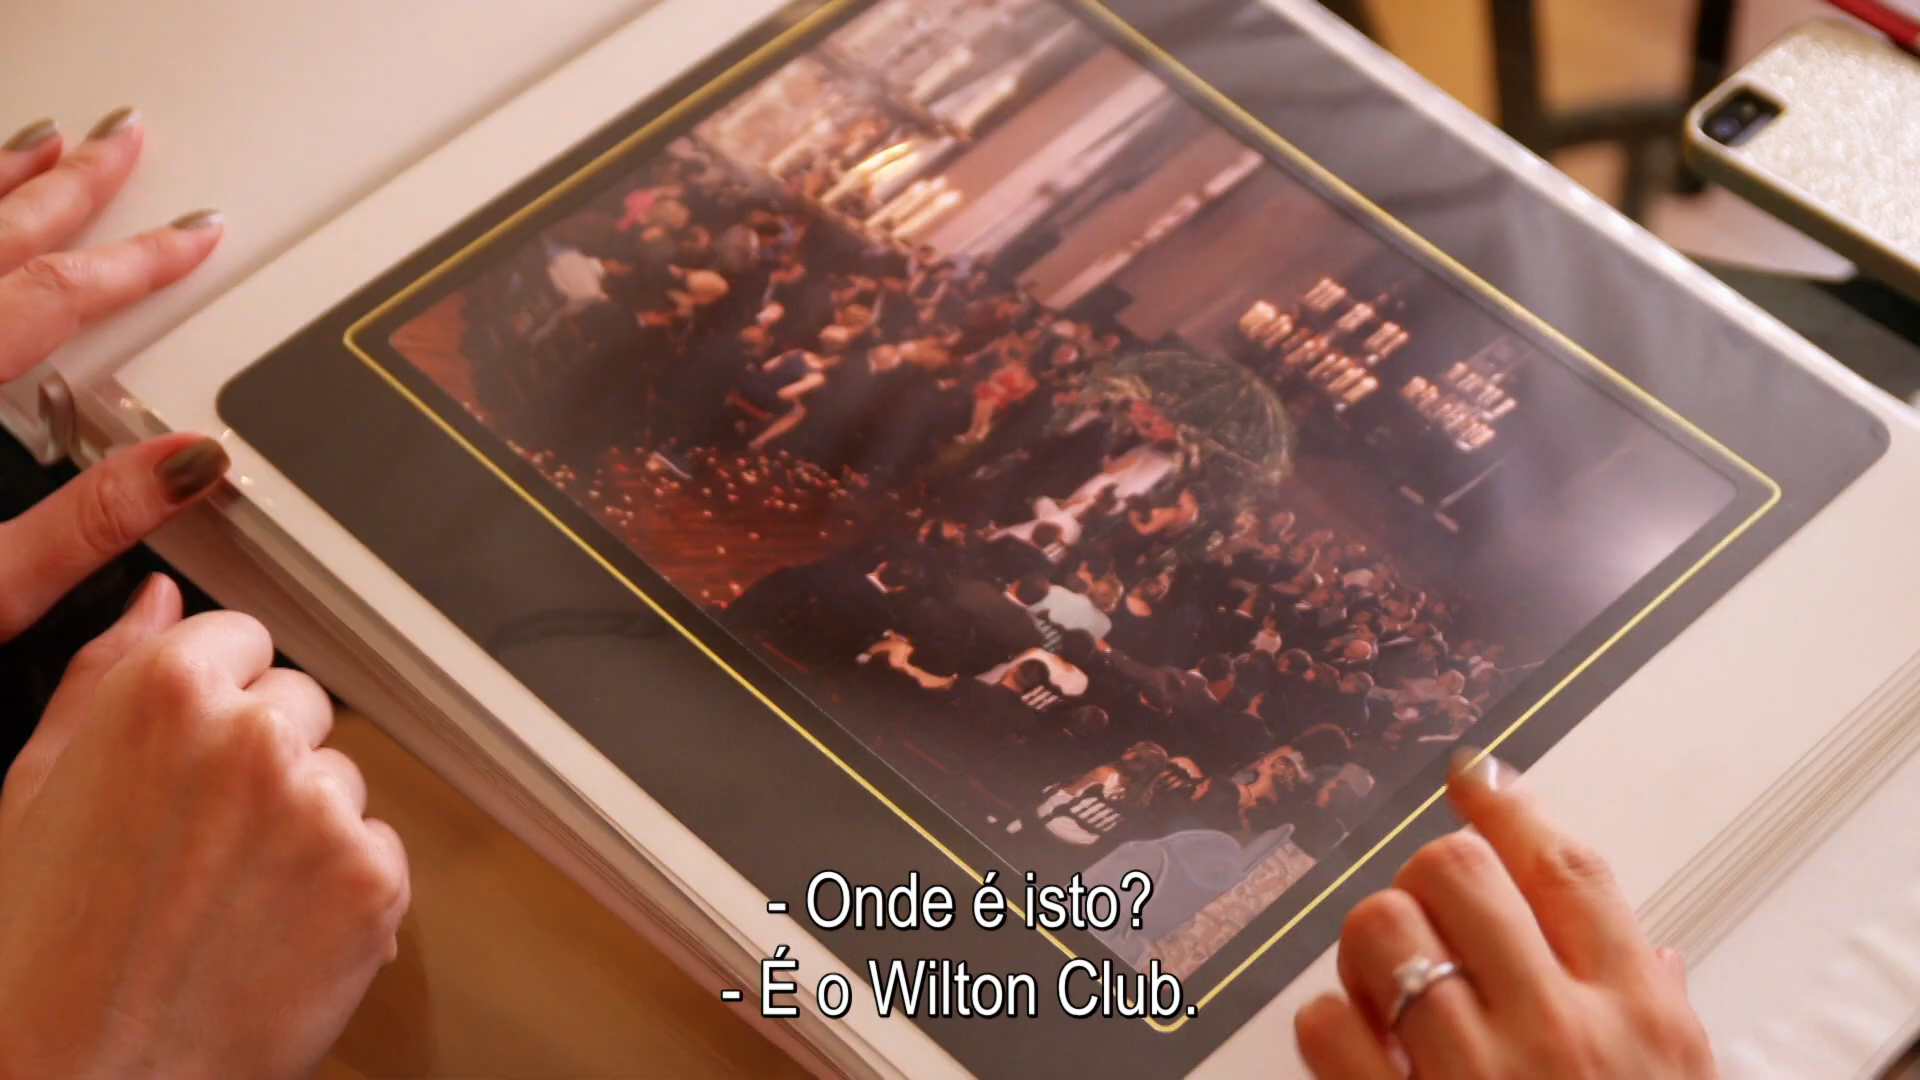 - Onde é isto?
- É o Wilton Club.